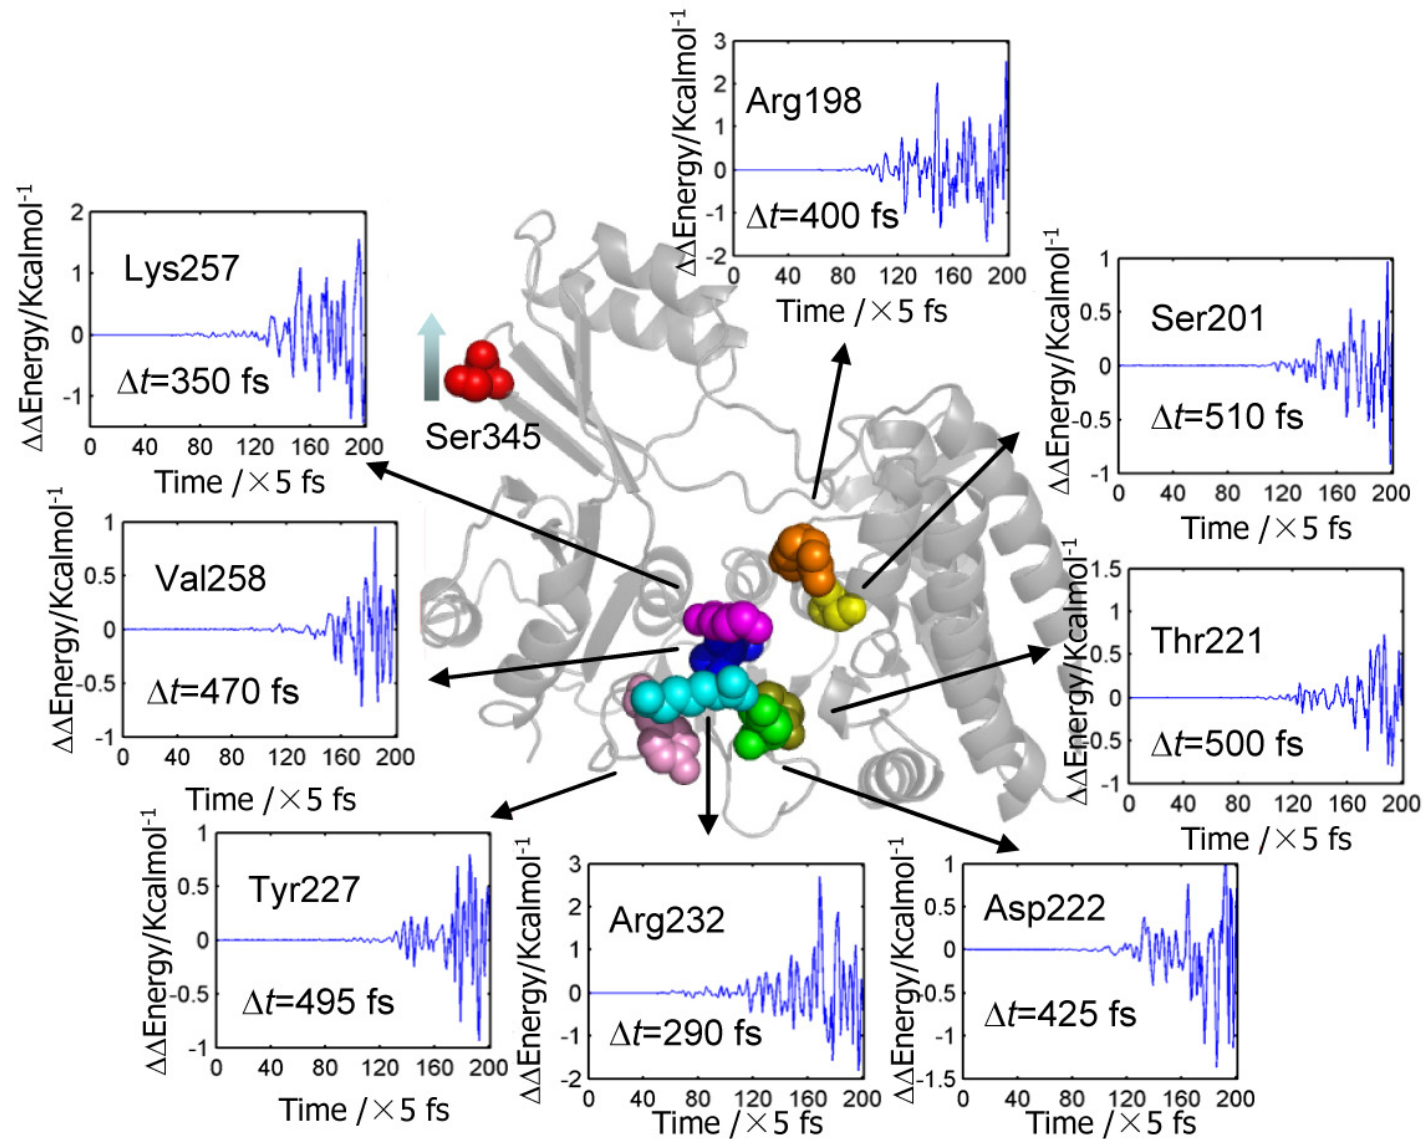 Arg198
Δt=400 fs
ΔΔEnergy/Kcalmol-1
3
2
1
0
-1
-2
0 40 80 120 160 200
Time /×5 fs
Lys257
Δt=350 fs
ΔΔEnergy/Kcalmol-1
2
1
0
-1
0 40 80 120 160 200
Time /×5 fs
Ser345
Ser201
Δt=510 fs
ΔΔEnergy/Kcalmol-1
1
0.5
0
-0.5
-1
0 40 80 120 160 200
Time /×5 fs
Val258
Δt=470 fs
ΔΔEnergy/Kcalmol-1
1
0.5
0
-0.5
-1
0 40 80 120 160 200
Time /×5 fs
Thr221
Δt=500 fs
ΔΔEnergy/Kcalmol-1
1.5
1
0.5
0
-0.5
-1
0 40 80 120 160 200
Time /×5 fs
Tyr227
Δt=495 fs
ΔΔEnergy/Kcalmol-1
1
0.5
0
-0.5
-1
0 40 80 120 160 200
Time /×5 fs
Arg232
Δt=290 fs
ΔΔEnergy/Kcalmol-1
3
2
1
0
-1
-2
0 40 80 120 160 200
Time /×5 fs
Asp222
Δt=425 fs
ΔΔEnergy/Kcalmol-1
1
0.5
0
-0.5
-1
-1.5
0 40 80 120 160 200
Time /×5 fs